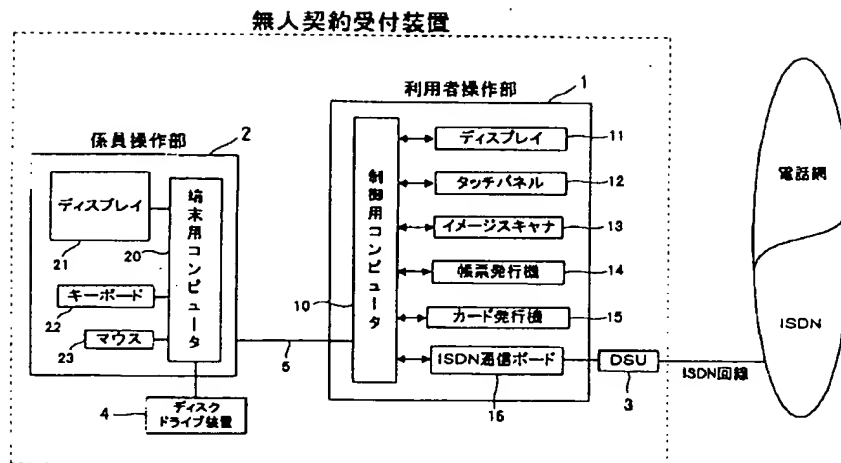 無人契約受付装置
利用者操作部
1
係員操作部
2
ディスプレイ
21
端末用コンピュータ
20
キーボード
22
マウス
23
4
ディスク
ドライブ装置
5
制御用コンピュータ
10
ディスプレイ
11
タッチパネル
12
イメージスキャナ
13
帳票発行機
14
カード発行機
15
ISDN通信ボード
16
DSU
3
ISDN回線
電話網
ISDN